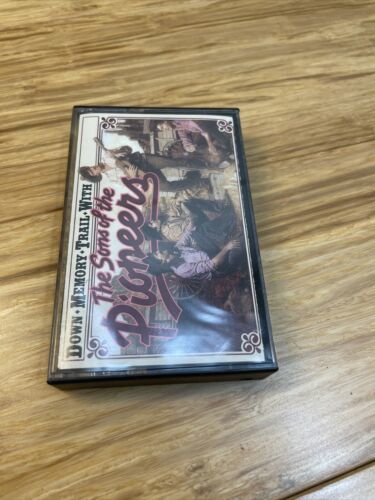 DOWN·MEMORY·TRAIL·WITH
The Sons of the
Pioneers